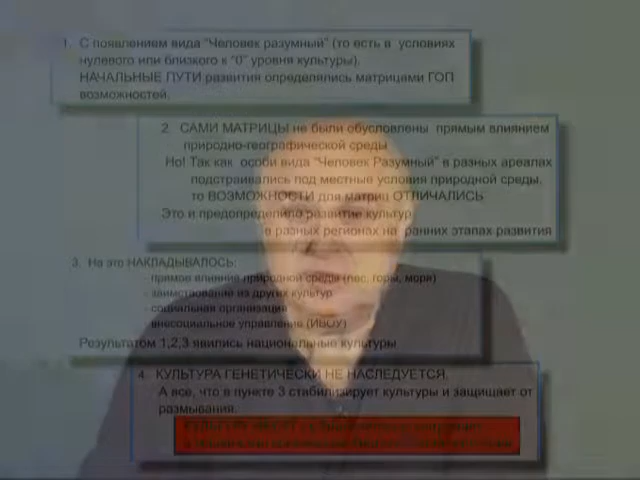 1. С появлением вида "Человек разумный" (то есть в условиях
нулевого или близкого к "0" уровня культуры).
НАЧАЛЬНЫЕ ПУТИ развития определялись матрицами ГОП
возможностей.
2. САМИ МАТРИЦЫ не были обусловлены прямым влиянием
природно-географической среды
Но! Так как особи вида "Человек Разумный" в разных ареалах
подстраивались под местные условия природной среды.
то ВОЗМОЖНОСТИ для матриц ОТЛИЧАЛИСЬ
Это и предопределило развитие культур
в разных регионах на ранних этапах развития
3. На это НАКЛАДЫВАЛОСЬ:
- прямое влияние природной среды (лес, горы, моря)
- заимствование из других культур
- социальная организация
- внесоциальное управление (ИБОУ)
Результатом 1,2,3 явились национальные культуры
4. КУЛЬТУРА ГЕНЕТИЧЕСКИ НЕ НАСЛЕДУЕТСЯ.
А все, что в пункте 3 стабилизирует культуры и защищает от
размывания.